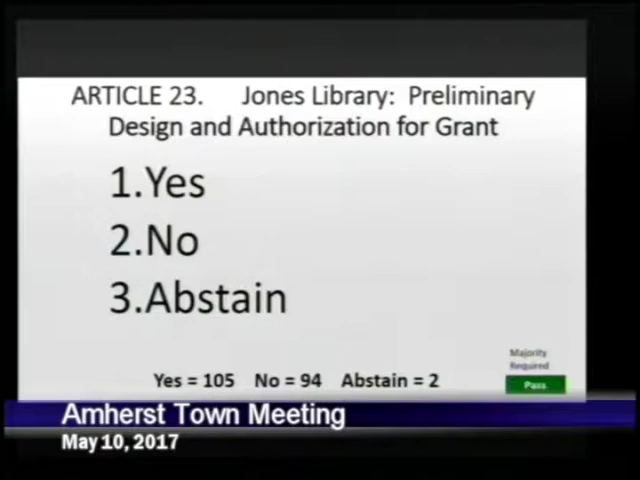 ARTICLE 23. Jones Library: Preliminary
Design and Authorization for Grant
1.Yes
2.No
3.Abstain
Majority
Required
Pass
Yes = 105 No = 94 Abstain = 2
Amherst Town Meeting
May 10, 2017